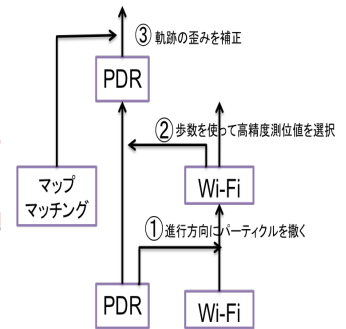 ③ 軌跡の歪みを補正
PDR
② 歩数を使って高精度測位値を選択
マップ
マッチング
Wi-Fi
① 進行方向にパーティクルを撒く
PDR
Wi-Fi